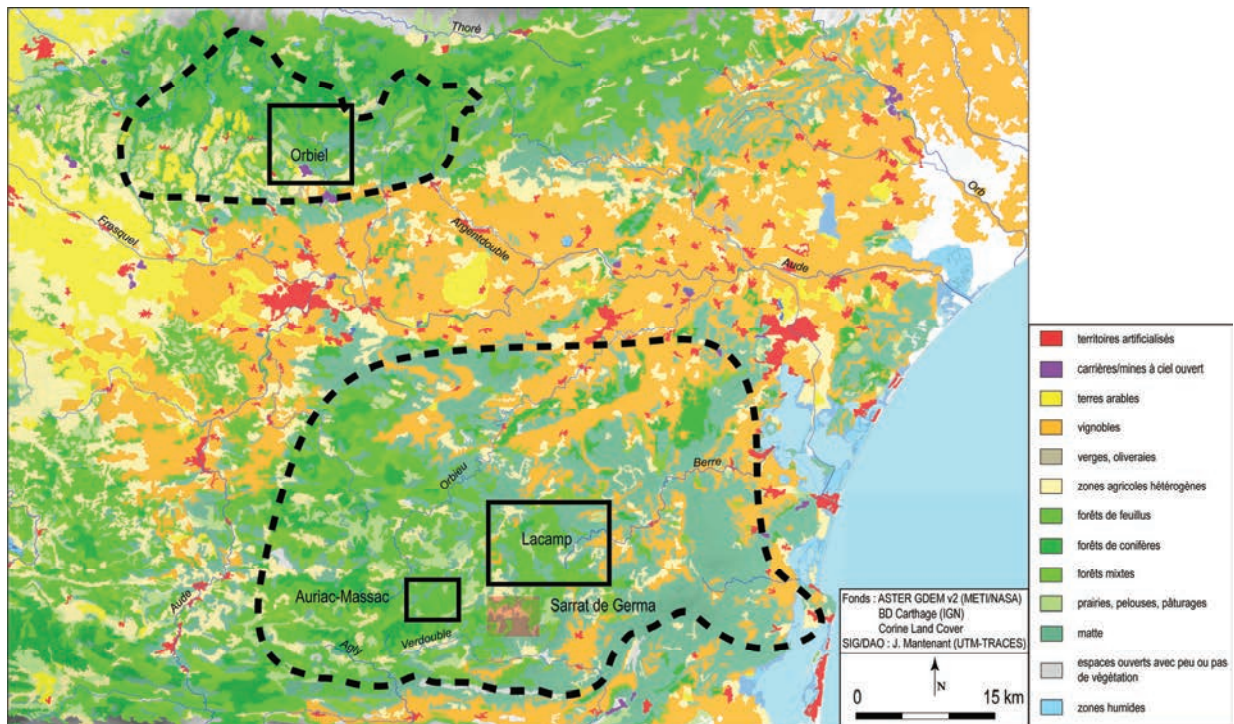 Thoré
Orbiel
Orb
Fresquel
Argentdouble
Aude
Berre
Orbieu
Lacamp
Auriac-Massac
Sarrat de Germa
Aude
Verdouble
Agly
Fonds : ASTER GDEM v2 (METI/NASA)
BD Carthage (IGN)
Corine Land Cover
SIG/DAO : J. Mantenant (UTM-TRACES)
N
0 15 km
territoires artificialisés
carrières/mines à ciel ouvert
terres arables
vignobles
verges, oliveraies
zones agricoles hétérogènes
forêts de feuillus
forêts de conifères
forêts mixtes
prairies, pelouses, pâturages
matte
espaces ouverts avec peu ou pas
de végétation
zones humides